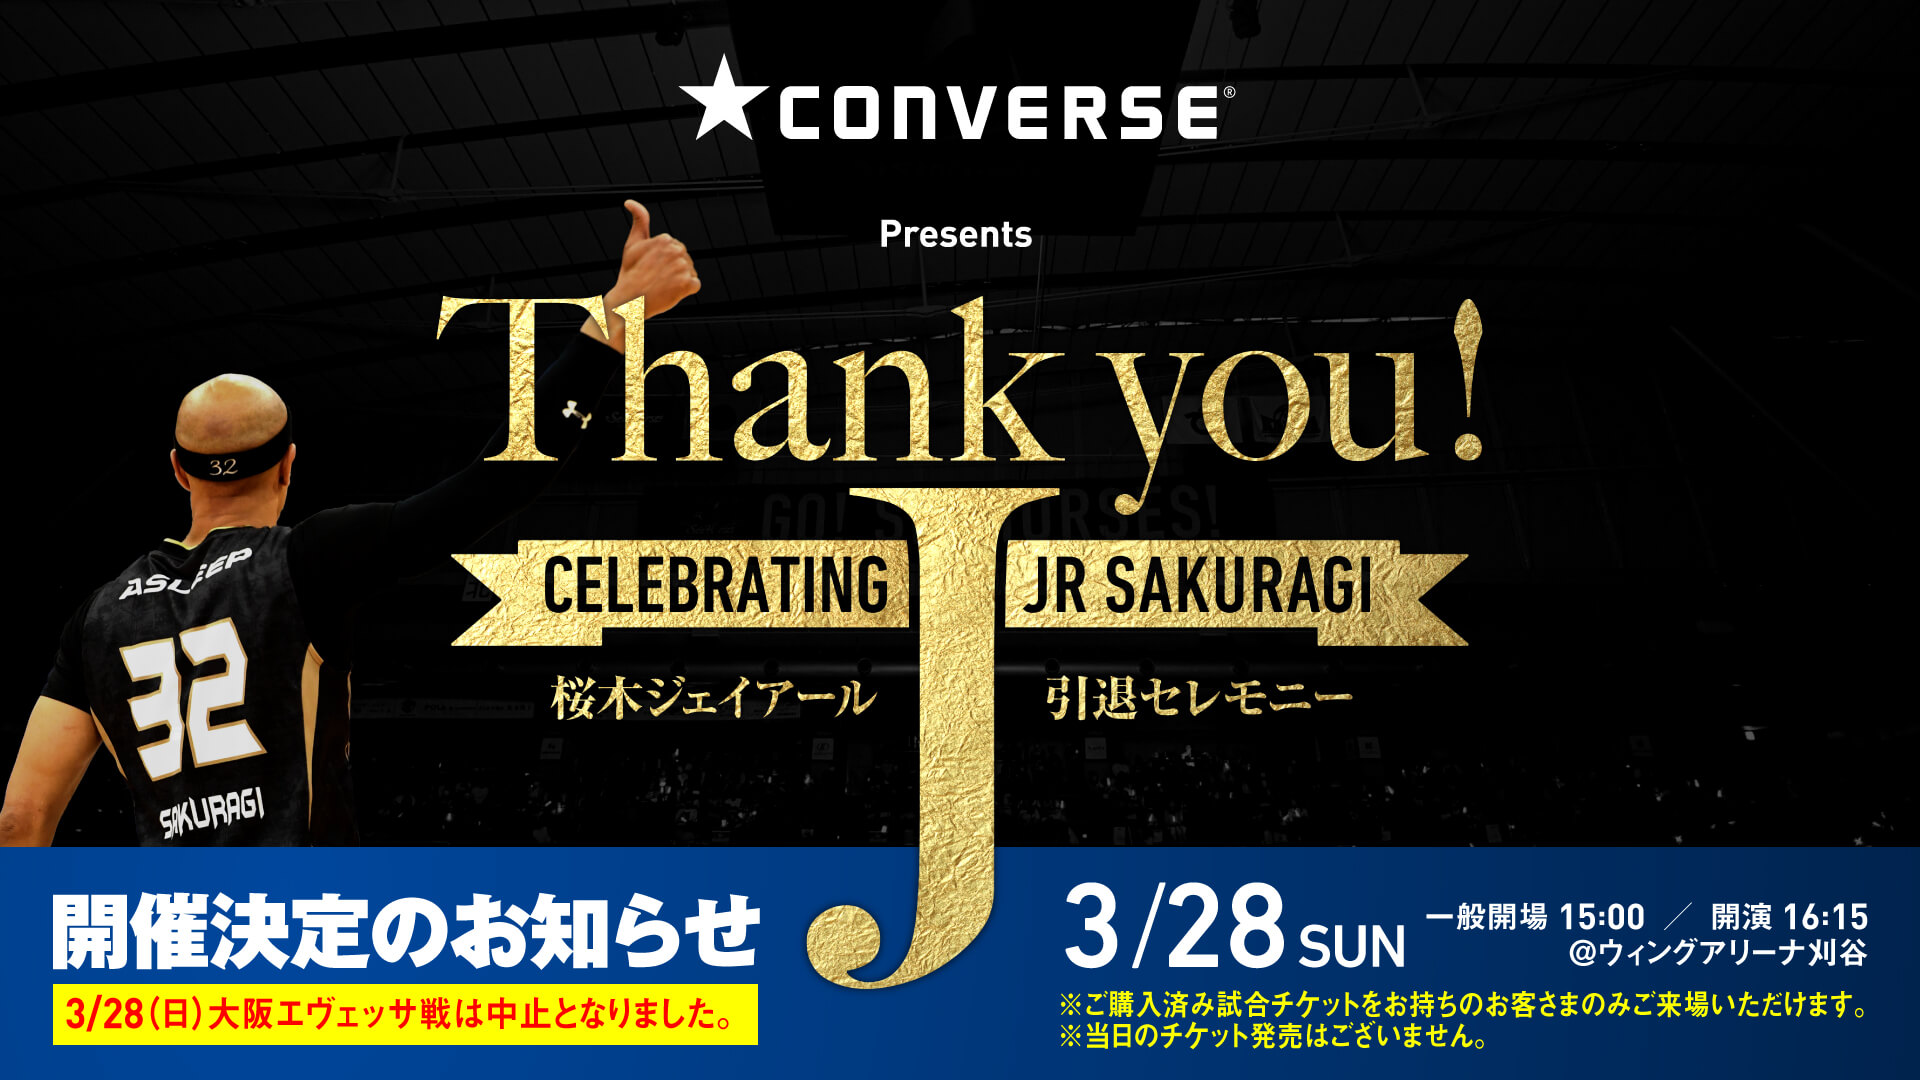 ★CONVERSE®
Presents
Thank you!
J
CELEBRATING JR SAKURAGI
桜木ジェイアール 引退セレモニー
32
ASLEEP
32
SAKURAGI
開催決定のお知らせ
3/28(日)大阪エヴェッサ戦は中止となりました。
3/28 SUN
一般開場 15:00 ／ 開演 16:15
@ウィングアリーナ刈谷
※ご購入済み試合チケットをお持ちのお客さまのみご来場いただけます。
※当日のチケット発売はございません。